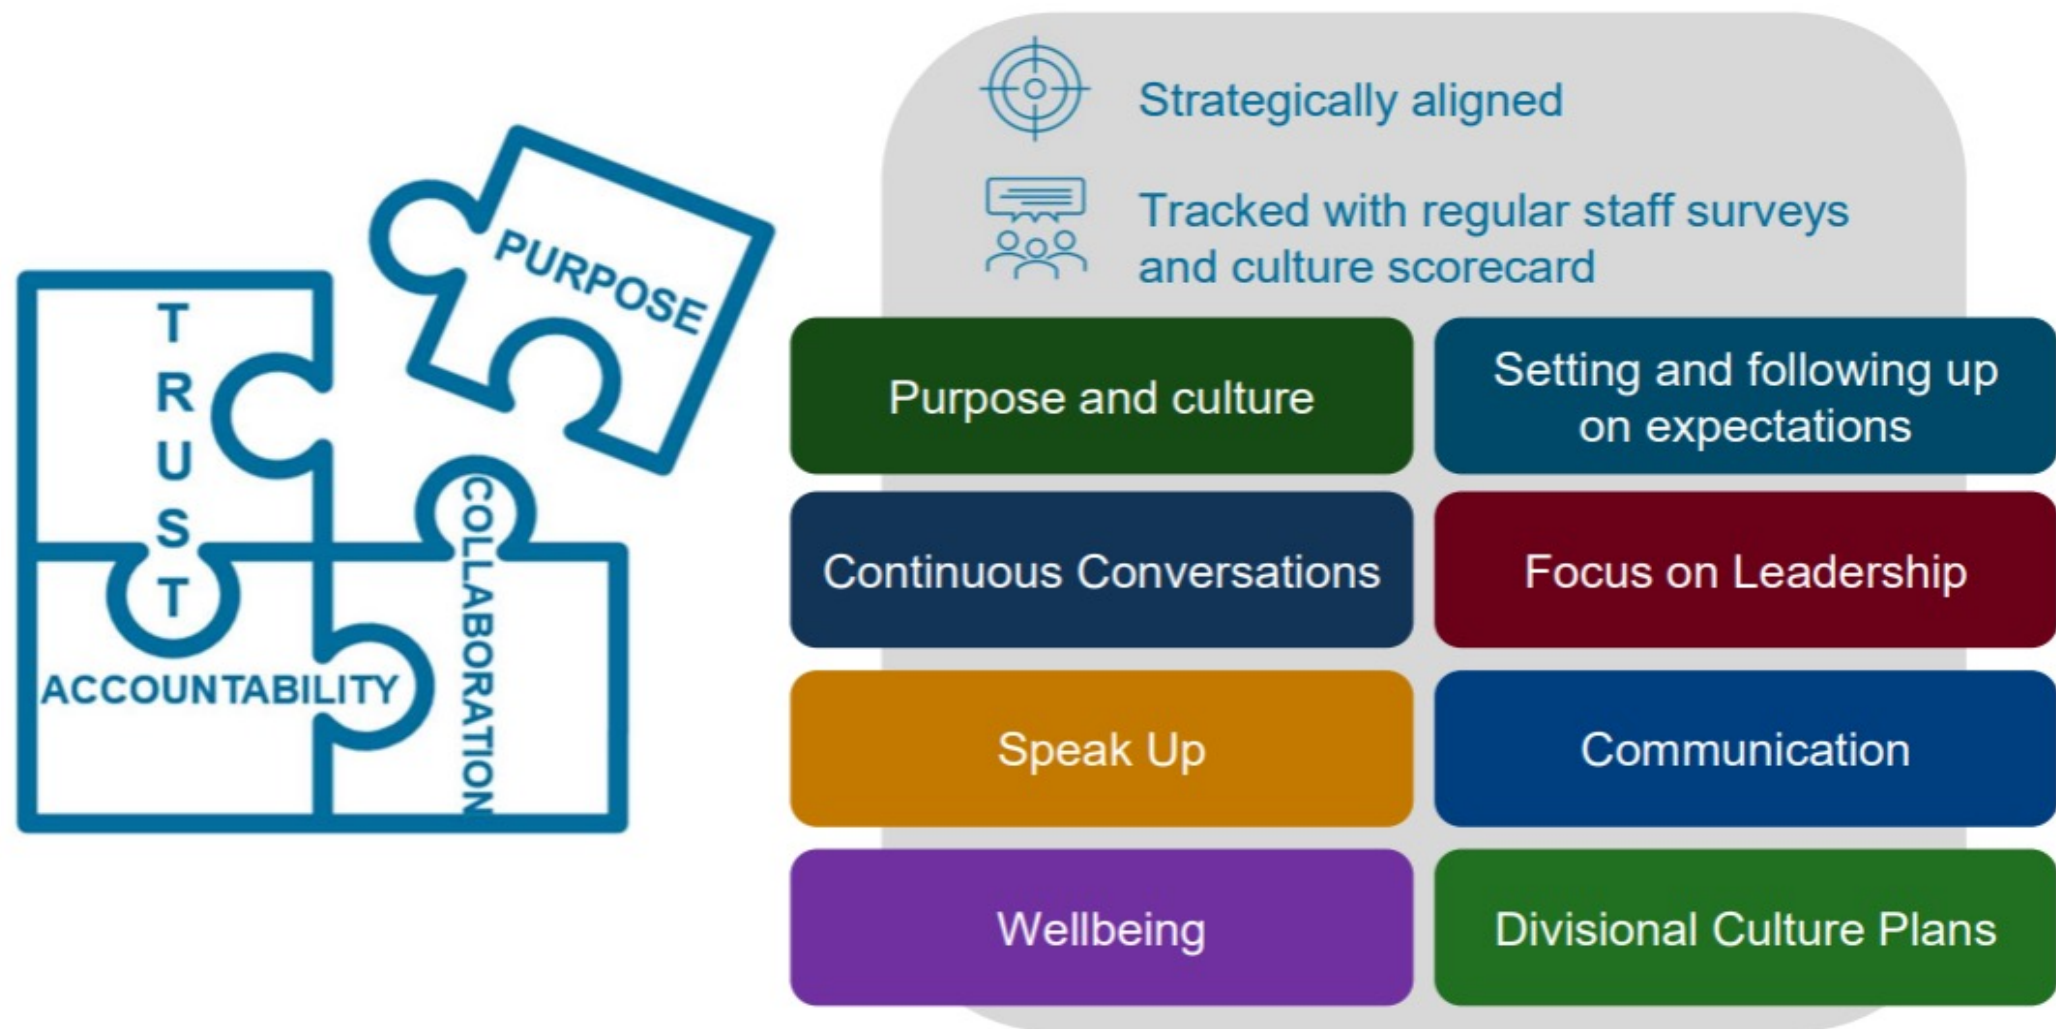 TRUST
PURPOSE
ACCOUNTABILITY
COLLABORATION
Strategically aligned
Tracked with regular staff surveys
and culture scorecard
Purpose and culture
Setting and following up
on expectations
Continuous Conversations
Focus on Leadership
Speak Up
Communication
Wellbeing
Divisional Culture Plans